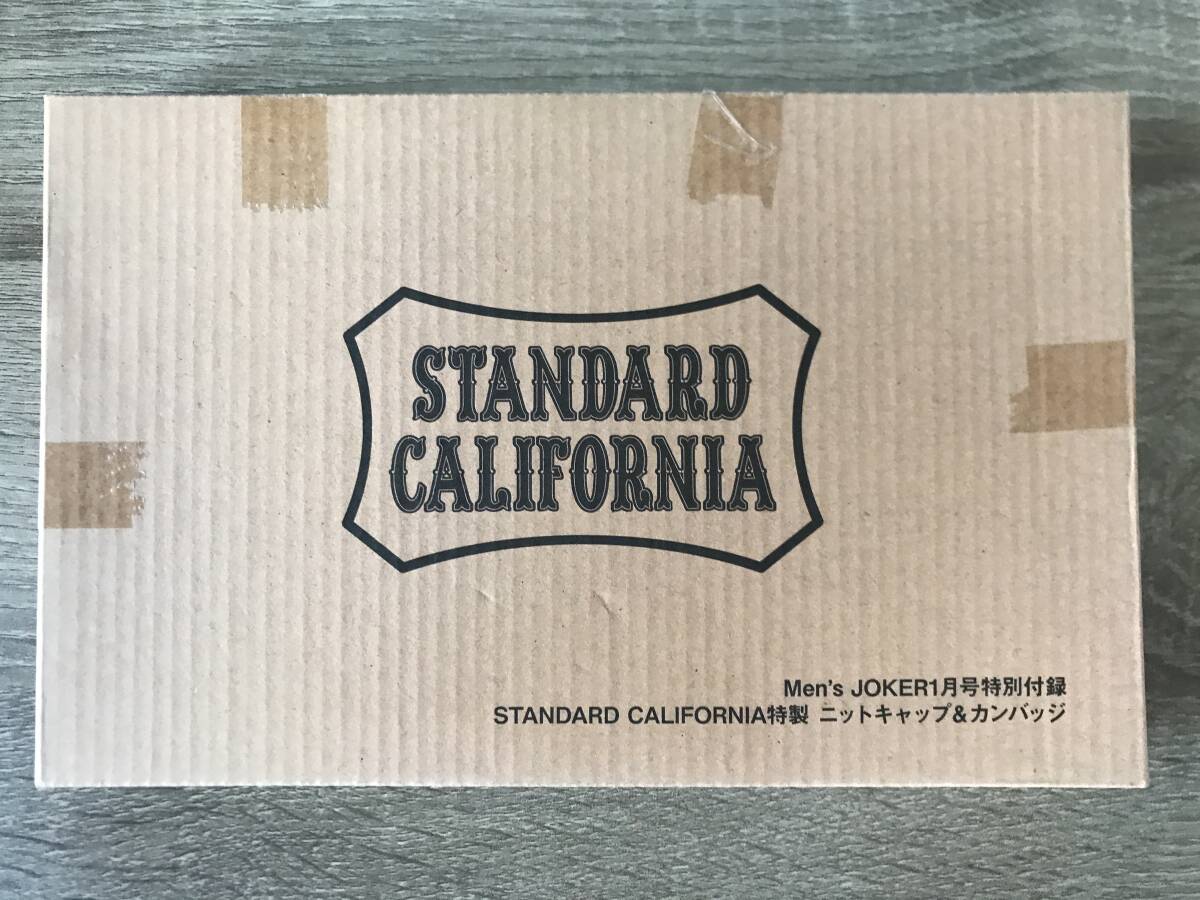 STANDARD
CALIFORNIA
Men's JOKER1月号特別付録
STANDARD CALIFORNIA特製 ニットキャップ&カンバッジ